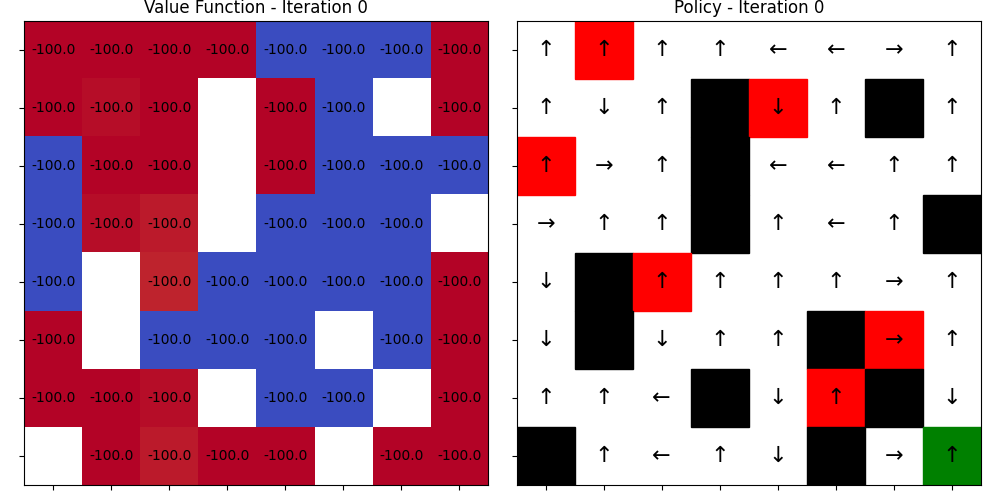 Value Function - Iteration 0
-100.0 -100.0 -100.0 -100.0 -100.0 -100.0 -100.0 -100.0
-100.0 -100.0 -100.0 -100.0 -100.0 -100.0
-100.0 -100.0 -100.0 -100.0 -100.0 -100.0 -100.0
-100.0 -100.0 -100.0 -100.0 -100.0 -100.0
-100.0 -100.0 -100.0 -100.0 -100.0 -100.0 -100.0
-100.0 -100.0 -100.0 -100.0 -100.0 -100.0
-100.0 -100.0 -100.0 -100.0 -100.0 -100.0
-100.0 -100.0 -100.0 -100.0 -100.0 -100.0
Policy - Iteration 0
↑ ↑ ↑ ↑ ← ← → ↑
↑ ↓ ↑ ↓ ↑ ↑
↑ → ↑ ← ← ↑ ↑
→ ↑ ↑ ↑ ← ↑
↓ ↑ ↑ ↑ ↑ → ↑
↓ ↓ ↑ ↑ → ↑
↑ ↑ ← ↓ ↑ ↓
↑ ← ↑ ↓ → ↑